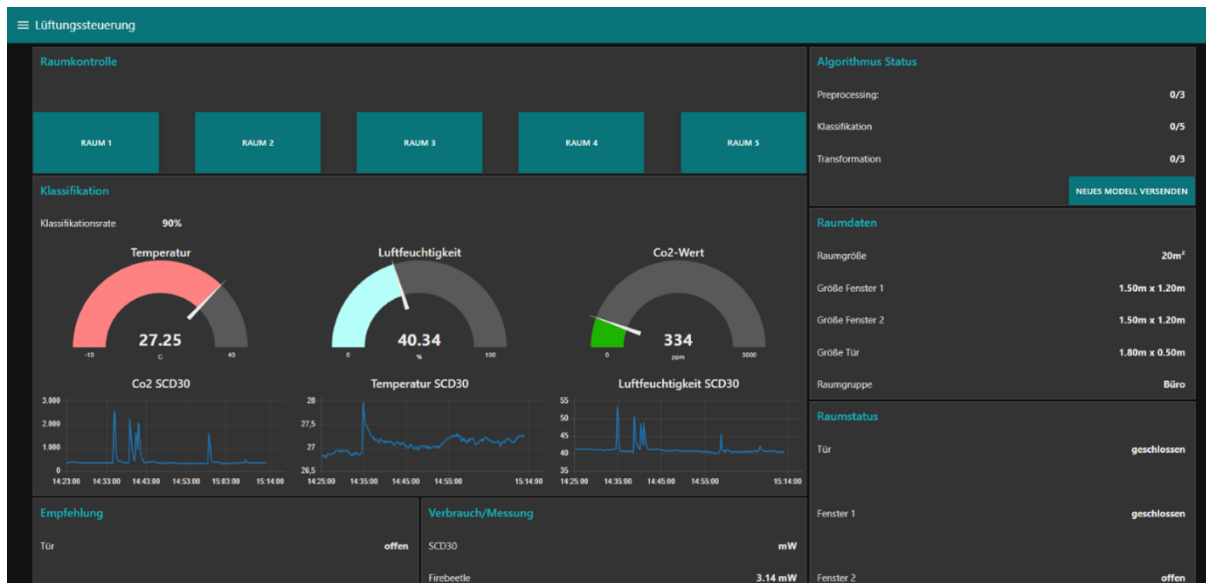 Lüftungssteuerung
Raumkontrolle
RAUM 1
RAUM 2
RAUM 3
RAUM 4
RAUM 5
Klassifikation
Klassifikationsrate 90%
Temperatur
27.25
C
-10
40
Luftfeuchtigkeit
40.34
%
0
100
Co2-Wert
334
ppm
0
3000
Co2 SCD30
3.000
2.000
1.000
0
14:23:00 14:33:00 14:43:00 14:53:00 15:03:00 15:14:00
Temperatur SCD30
28
27,5
27
26,5
14:25:00 14:35:00 14:45:00 14:55:00 15:14:00
Luftfeuchtigkeit SCD30
55
50
45
40
35
14:25:00 14:35:00 14:45:00 14:55:00 15:14:00
Empfehlung
Tür offen
Verbrauch/Messung
SCD30 mW
Firebeetle 3.14 mW
Algorithmus Status
Preprocessing: 0/3
Klassifikation 0/5
Transformation 0/3
NEUES MODELL VERSENDEN
Raumdaten
Raumgröße 20m²
Größe Fenster 1 1.50m x 1.20m
Größe Fenster 2 1.50m x 1.20m
Größe Tür 1.80m x 0.50m
Raumgruppe Büro
Raumstatus
Tür geschlossen
Fenster 1 geschlossen
Fenster 2 offen